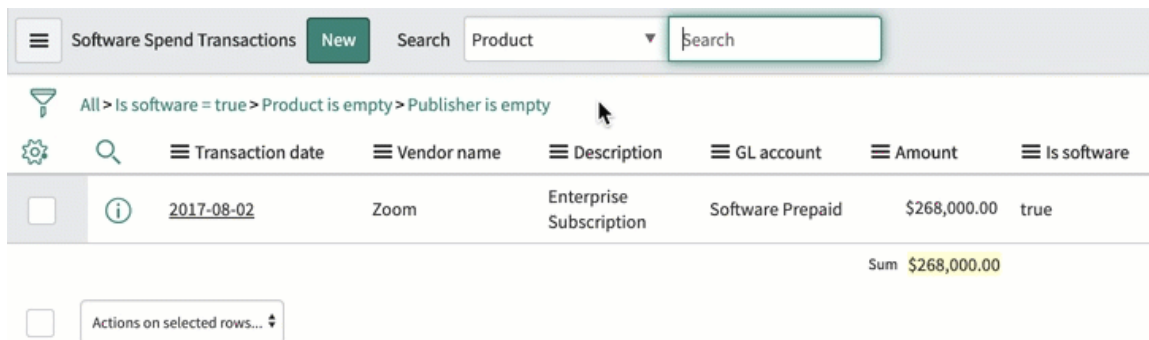 Software Spend Transactions New Search Product Search
All > Is software = true > Product is empty > Publisher is empty
Transaction date Vendor name Description GL account Amount Is software
2017-08-02 Zoom Enterprise Subscription Software Prepaid $268,000.00 true
Sum $268,000.00
Actions on selected rows...